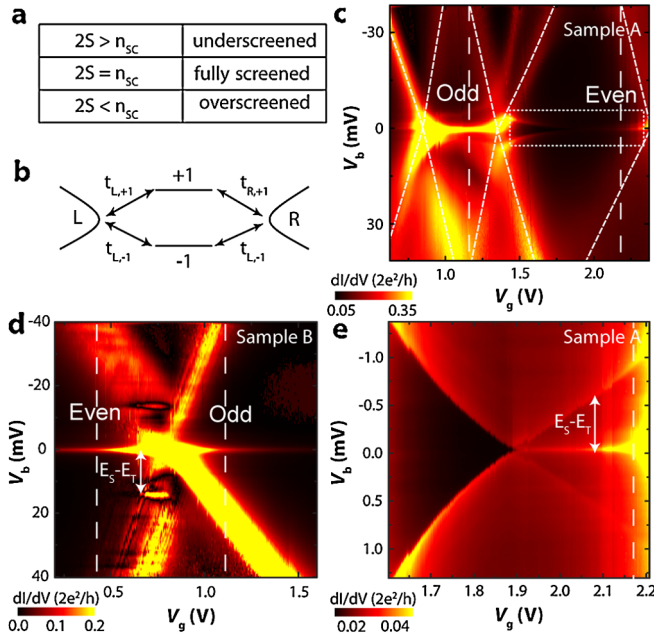 a
2S > n_SC underscreened
2S = n_SC fully screened
2S < n_SC overscreened
b
t_L,+1 +1 t_R,+1
L R
t_L,-1 -1 t_L,-1
c
Sample A
Odd
Even
-30
0
30
V_b (mV)
1.0 1.5 2.0
dI/dV (2e²/h)
0.05 0.35
V_g (V)
d
Sample B
Even
Odd
E_S-E_T
-40
-20
0
20
40
V_b (mV)
0.5 1.0 1.5
dI/dV (2e²/h)
0.0 0.1 0.2
V_g (V)
e
Sample A
E_S-E_T
-1.0
-0.5
0.0
0.5
1.0
V_b (mV)
1.7 1.8 1.9 2.0 2.1 2.2
dI/dV (2e²/h)
0.02 0.04
V_g (V)